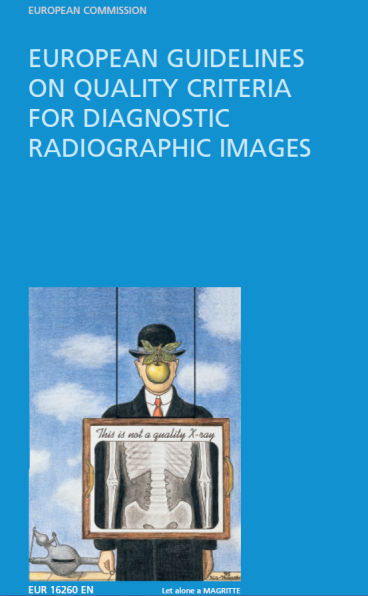 EUROPEAN COMMISSION
EUROPEAN GUIDELINES
ON QUALITY CRITERIA
FOR DIAGNOSTIC
RADIOGRAPHIC IMAGES
This is not a quality X-ray
EUR 16260 EN
Let alone a MAGRITTE